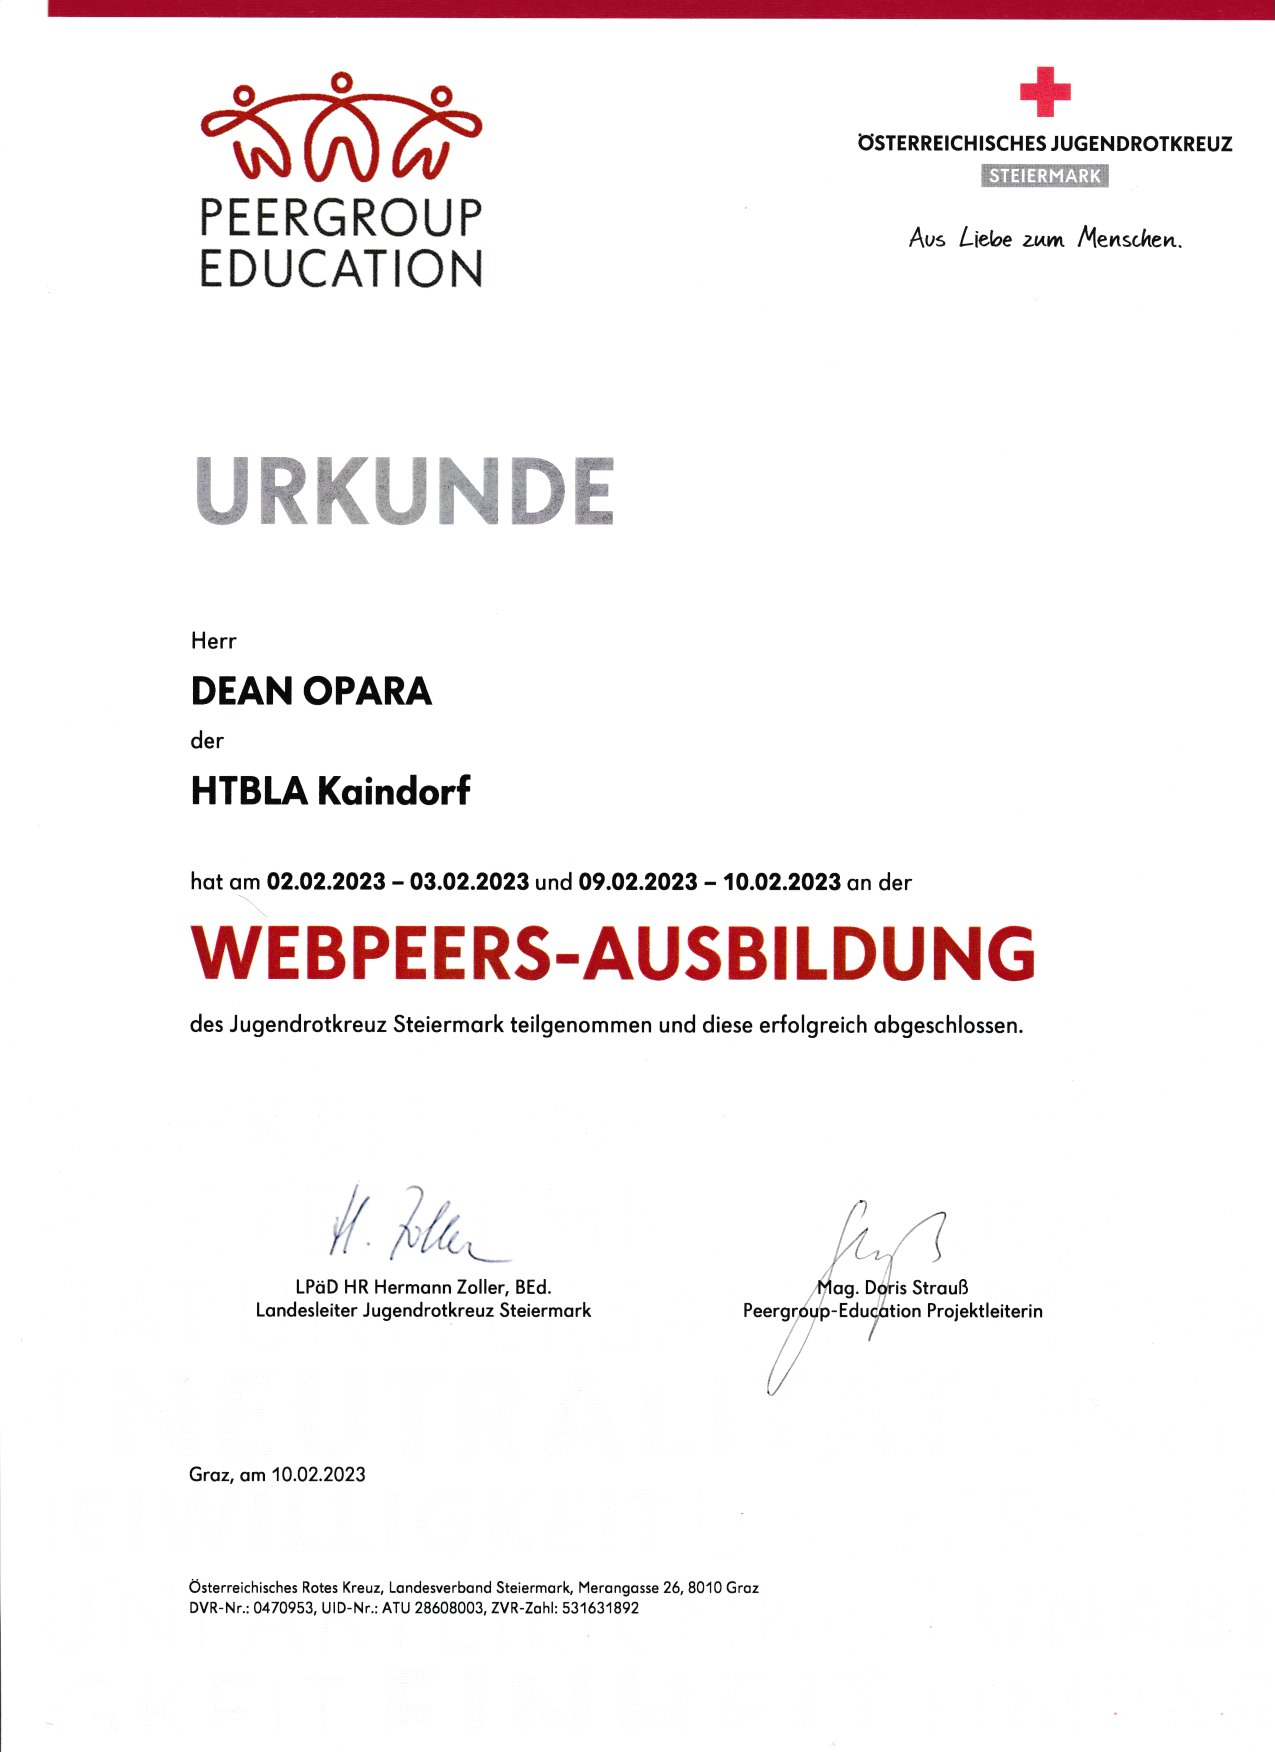 PEERGROUP
EDUCATION
ÖSTERREICHISCHES JUGENDROTKREUZ
STEIERMARK
Aus Liebe zum Menschen.
URKUNDE
Herr
DEAN OPARA
der
HTBLA Kaindorf
hat am 02.02.2023 – 03.02.2023 und 09.02.2023 – 10.02.2023 an der
WEBPEERS-AUSBILDUNG
des Jugendrotkreuz Steiermark teilgenommen und diese erfolgreich abgeschlossen.
H. Zoller
LPäD HR Hermann Zoller, BEd.
Landesleiter Jugendrotkreuz Steiermark
Mag. Doris Strauß
Peergroup-Education Projektleiterin
Graz, am 10.02.2023
Österreichisches Rotes Kreuz, Landesverband Steiermark, Merangasse 26, 8010 Graz
DVR-Nr.: 0470953, UID-Nr.: ATU 28608003, ZVR-Zahl: 531631892